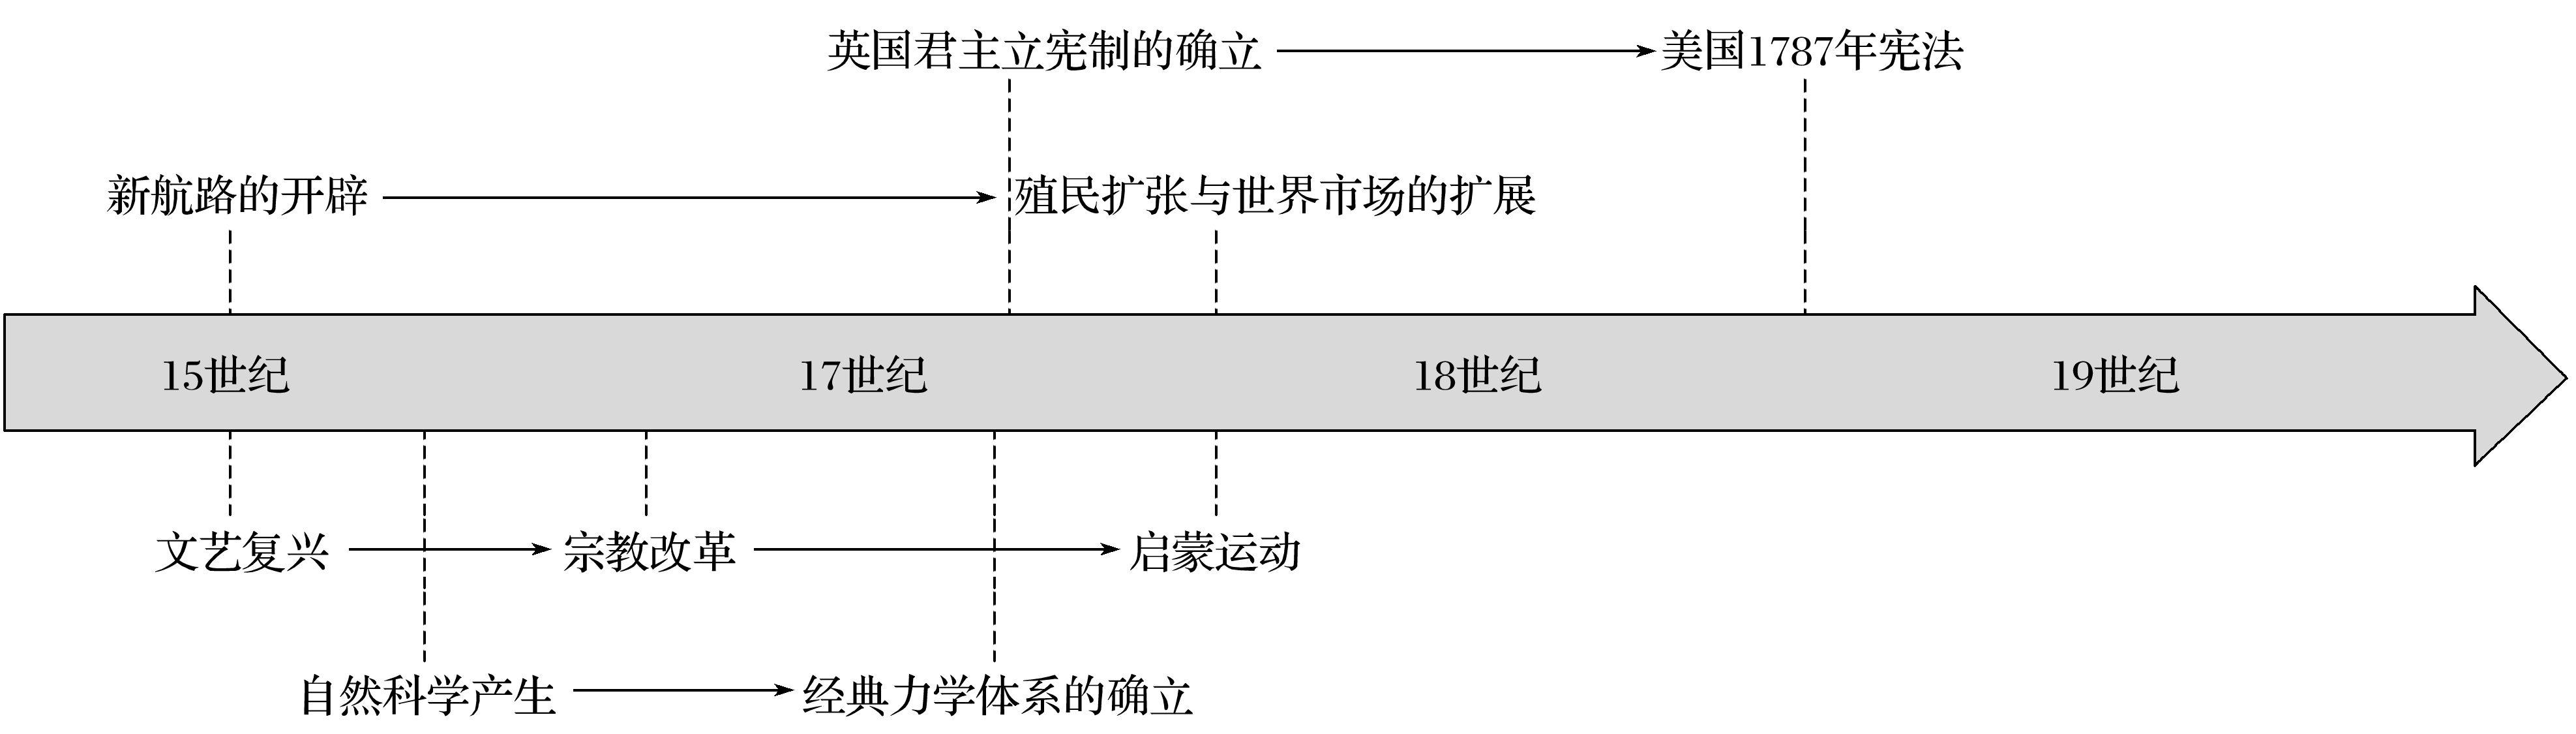 英国君主立宪制的确立 美国1787年宪法
新航路的开辟 殖民扩张与世界市场的扩展
15世纪 17世纪 18世纪 19世纪
文艺复兴 宗教改革 启蒙运动
自然科学产生 经典力学体系的确立